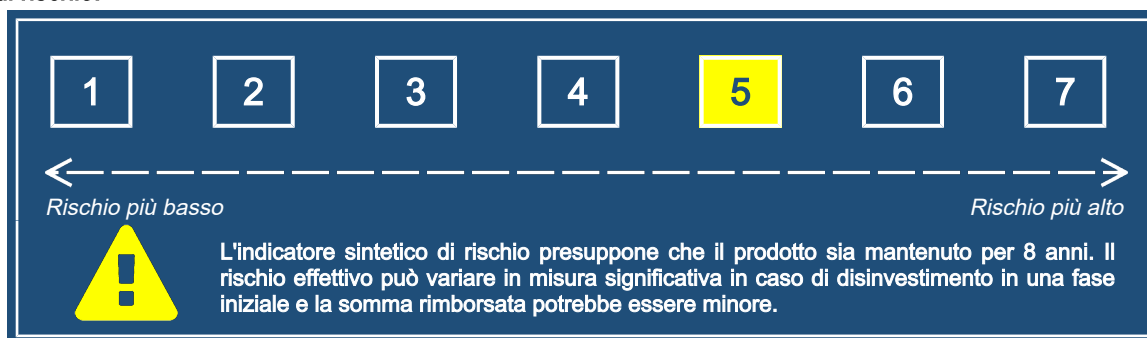 di rischio:
1 2 3 4 5 6 7
Rischio più basso Rischio più alto
L'indicatore sintetico di rischio presuppone che il prodotto sia mantenuto per 8 anni. Il
rischio effettivo può variare in misura significativa in caso di disinvestimento in una fase
iniziale e la somma rimborsata potrebbe essere minore.